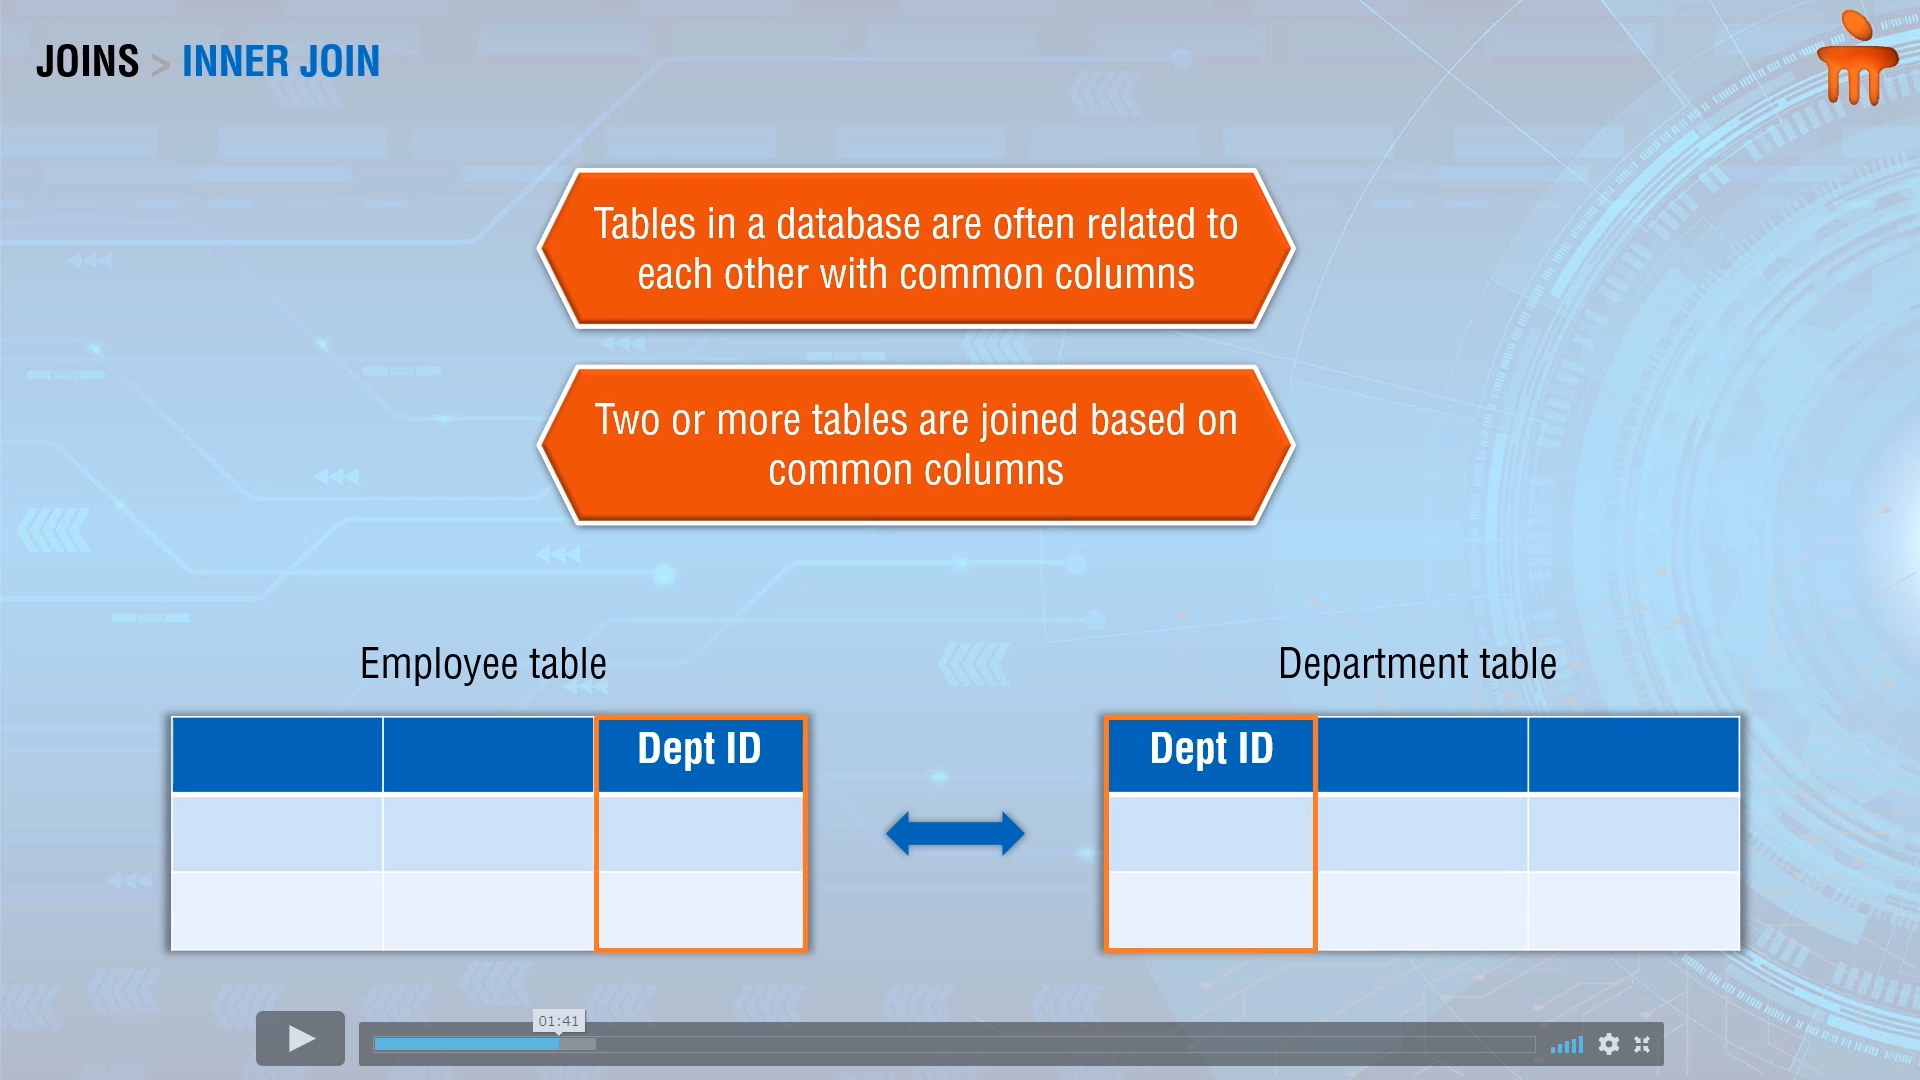 JOINS > INNER JOIN
Tables in a database are often related to
each other with common columns
Two or more tables are joined based on
common columns
Employee table
Department table
Dept ID
Dept ID
01:41